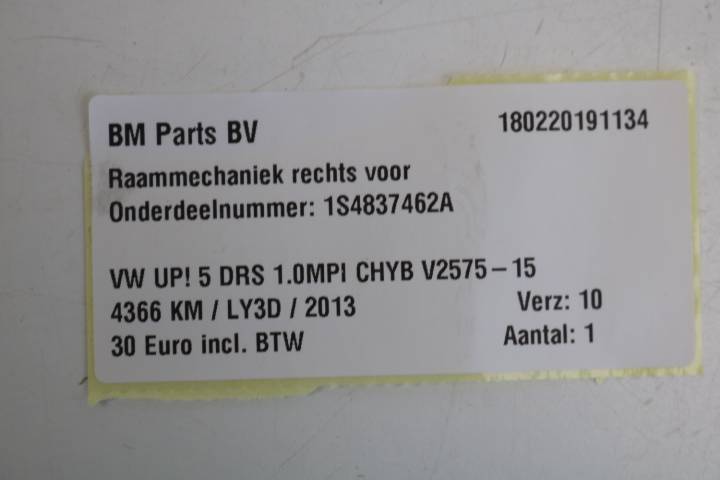 BM Parts BV 180220191134
Raammechaniek rechts voor
Onderdeelnummer: 1S4837462A
VW UP! 5 DRS 1.0MPI CHYB V2575-15
4366 KM / LY3D / 2013 Verz: 10
30 Euro incl. BTW Aantal: 1